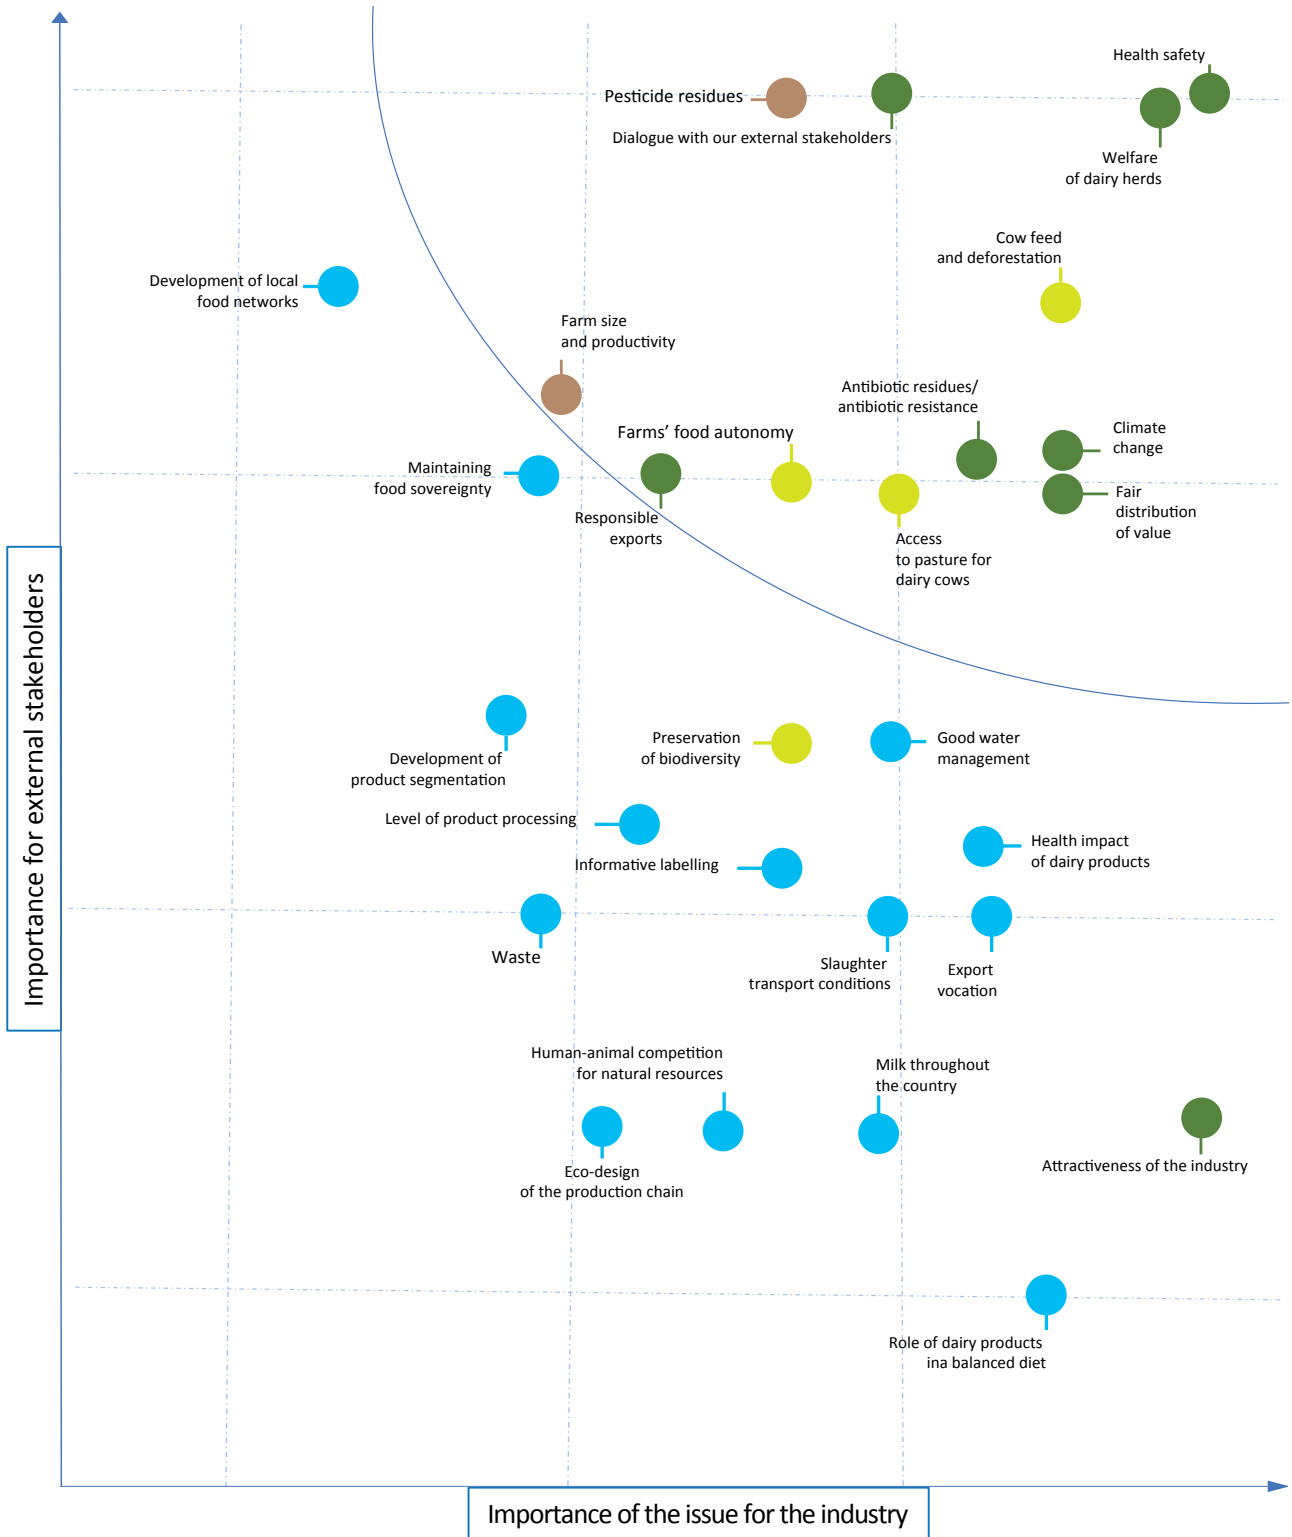 Health safety
Pesticide residues
Dialogue with our external stakeholders
Welfare
of dairy herds
Cow feed
and deforestation
Development of local
food networks
Farm size
and productivity
Antibiotic residues/
antibiotic resistance
Farms’ food autonomy
Climate
change
Maintaining
food sovereignty
Responsible
exports
Fair
distribution
of value
Access
to pasture for
dairy cows
Importance for external stakeholders
Development of
product segmentation
Preservation
of biodiversity
Good water
management
Level of product processing
Informative labelling
Health impact
of dairy products
Waste
Slaughter
transport conditions
Export
vocation
Human-animal competition
for natural resources
Milk throughout
the country
Eco-design
of the production chain
Attractiveness of the industry
Role of dairy products
ina balanced diet
Importance of the issue for the industry